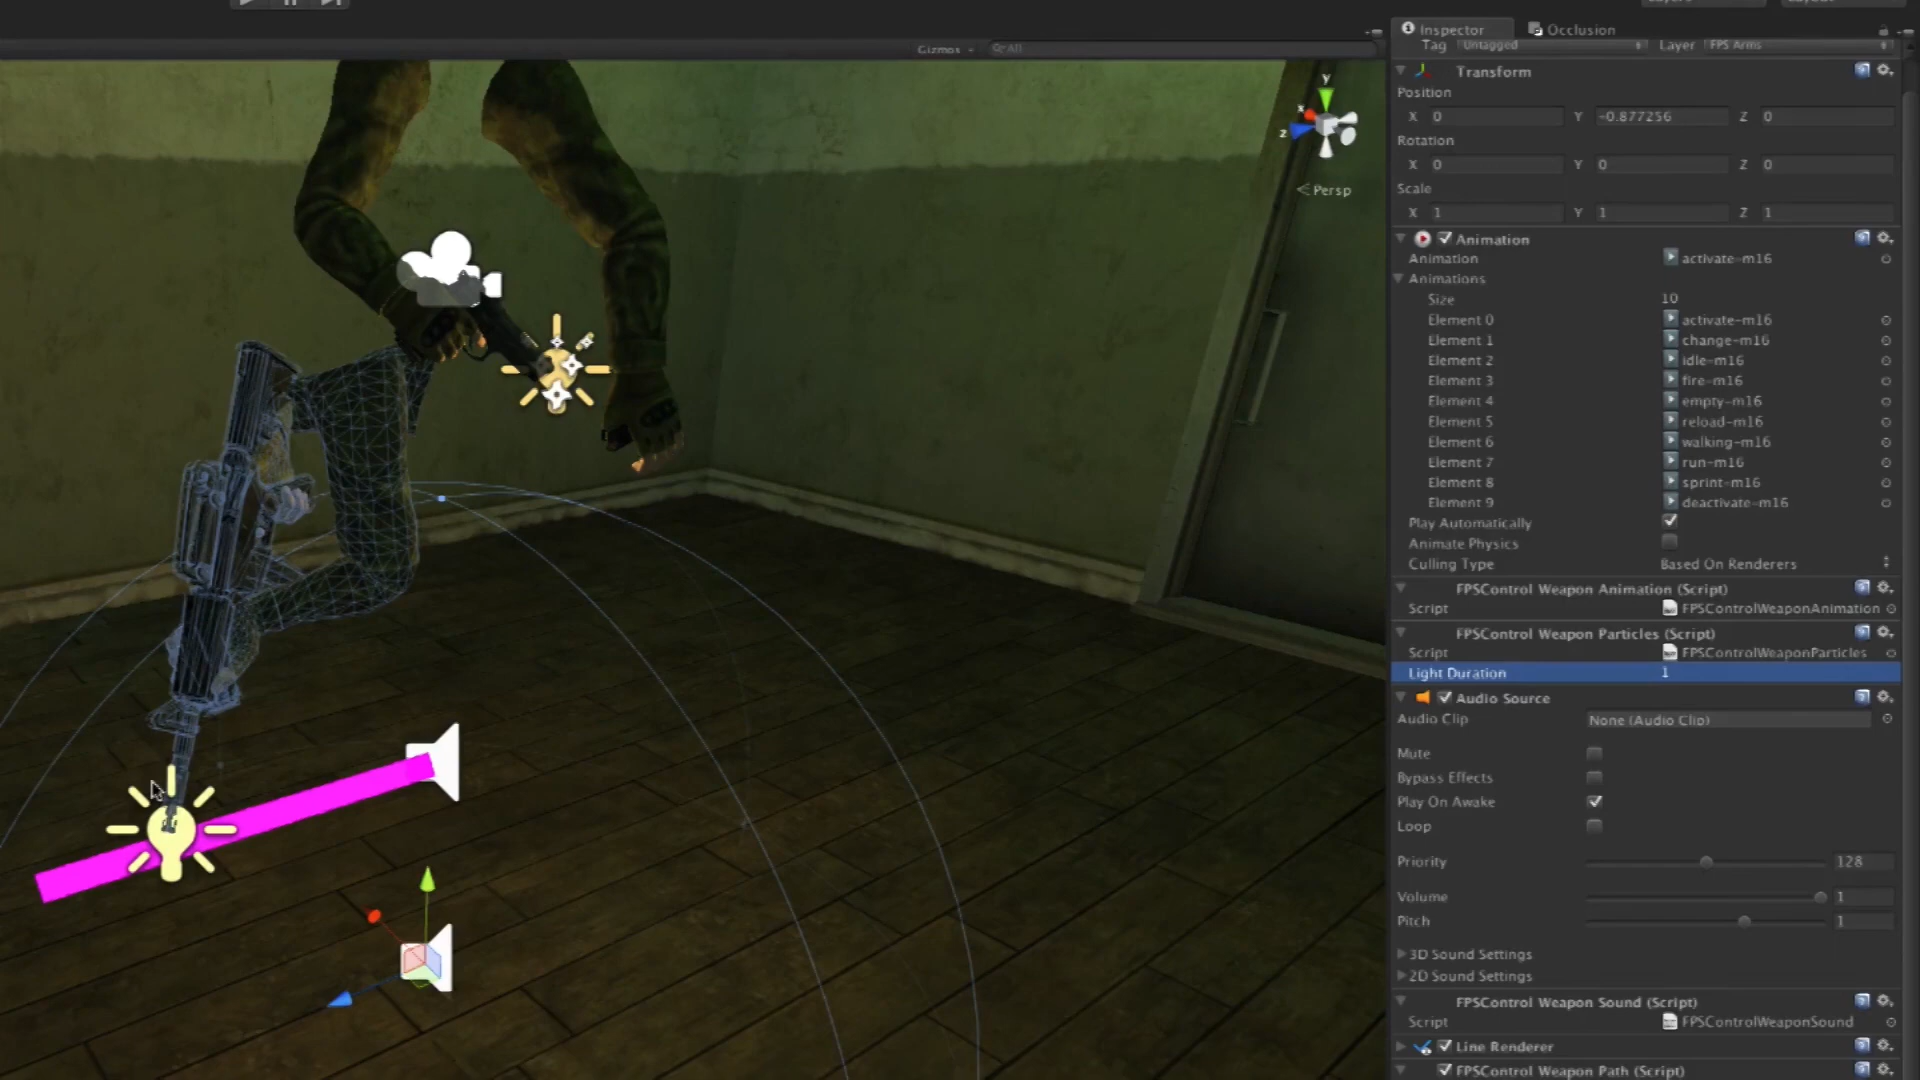 Gizmos
All
y
x
z
Persp
Inspector
Occlusion
Tag Untagged Layer FPS Arms
Transform
Position
X 0 Y -0.877256 Z 0
Rotation
X 0 Y 0 Z 0
Scale
X 1 Y 1 Z 1
Animation
Animation activate-m16
Animations
Size 10
Element 0 activate-m16
Element 1 change-m16
Element 2 idle-m16
Element 3 fire-m16
Element 4 empty-m16
Element 5 reload-m16
Element 6 walking-m16
Element 7 run-m16
Element 8 sprint-m16
Element 9 deactivate-m16
Play Automatically
Animate Physics
Culling Type Based On Renderers
FPSControl Weapon Animation (Script)
Script FPSControlWeaponAnimation
FPSControl Weapon Particles (Script)
Script FPSControlWeaponParticles
Light Duration 1
Audio Source
Audio Clip None (Audio Clip)
Mute
Bypass Effects
Play On Awake
Loop
Priority 128
Volume 1
Pitch 1
3D Sound Settings
2D Sound Settings
FPSControl Weapon Sound (Script)
Script FPSControlWeaponSound
Line Renderer
FPSControl Weapon Path (Script)